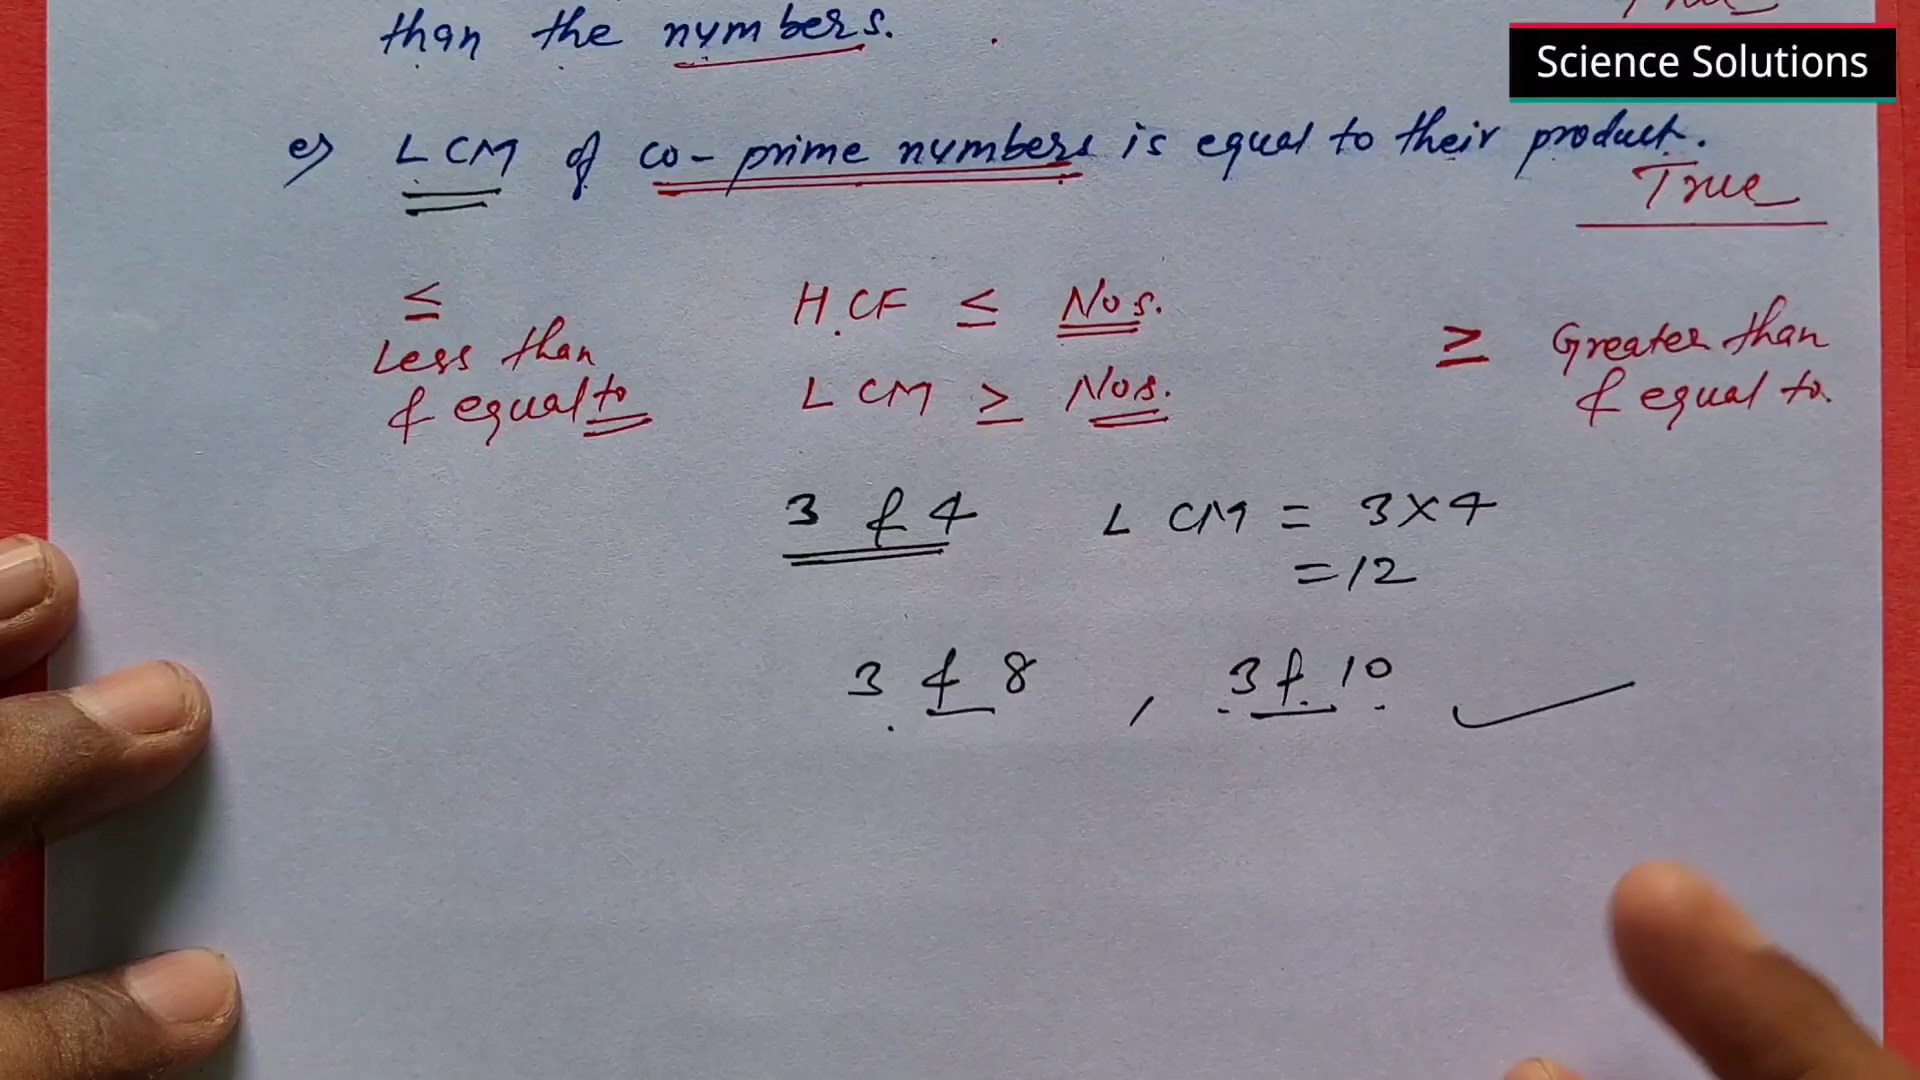 than the numbers.
Science Solutions
e) LCM of co-prime numbers is equal to their product.
True
≤
Less than
& equal to
H.CF ≤ Nos.
LCM ≥ Nos.
≥ Greater than
& equal to.
3 & 4 LCM = 3×4
=12
3 & 8 , 3 & 10